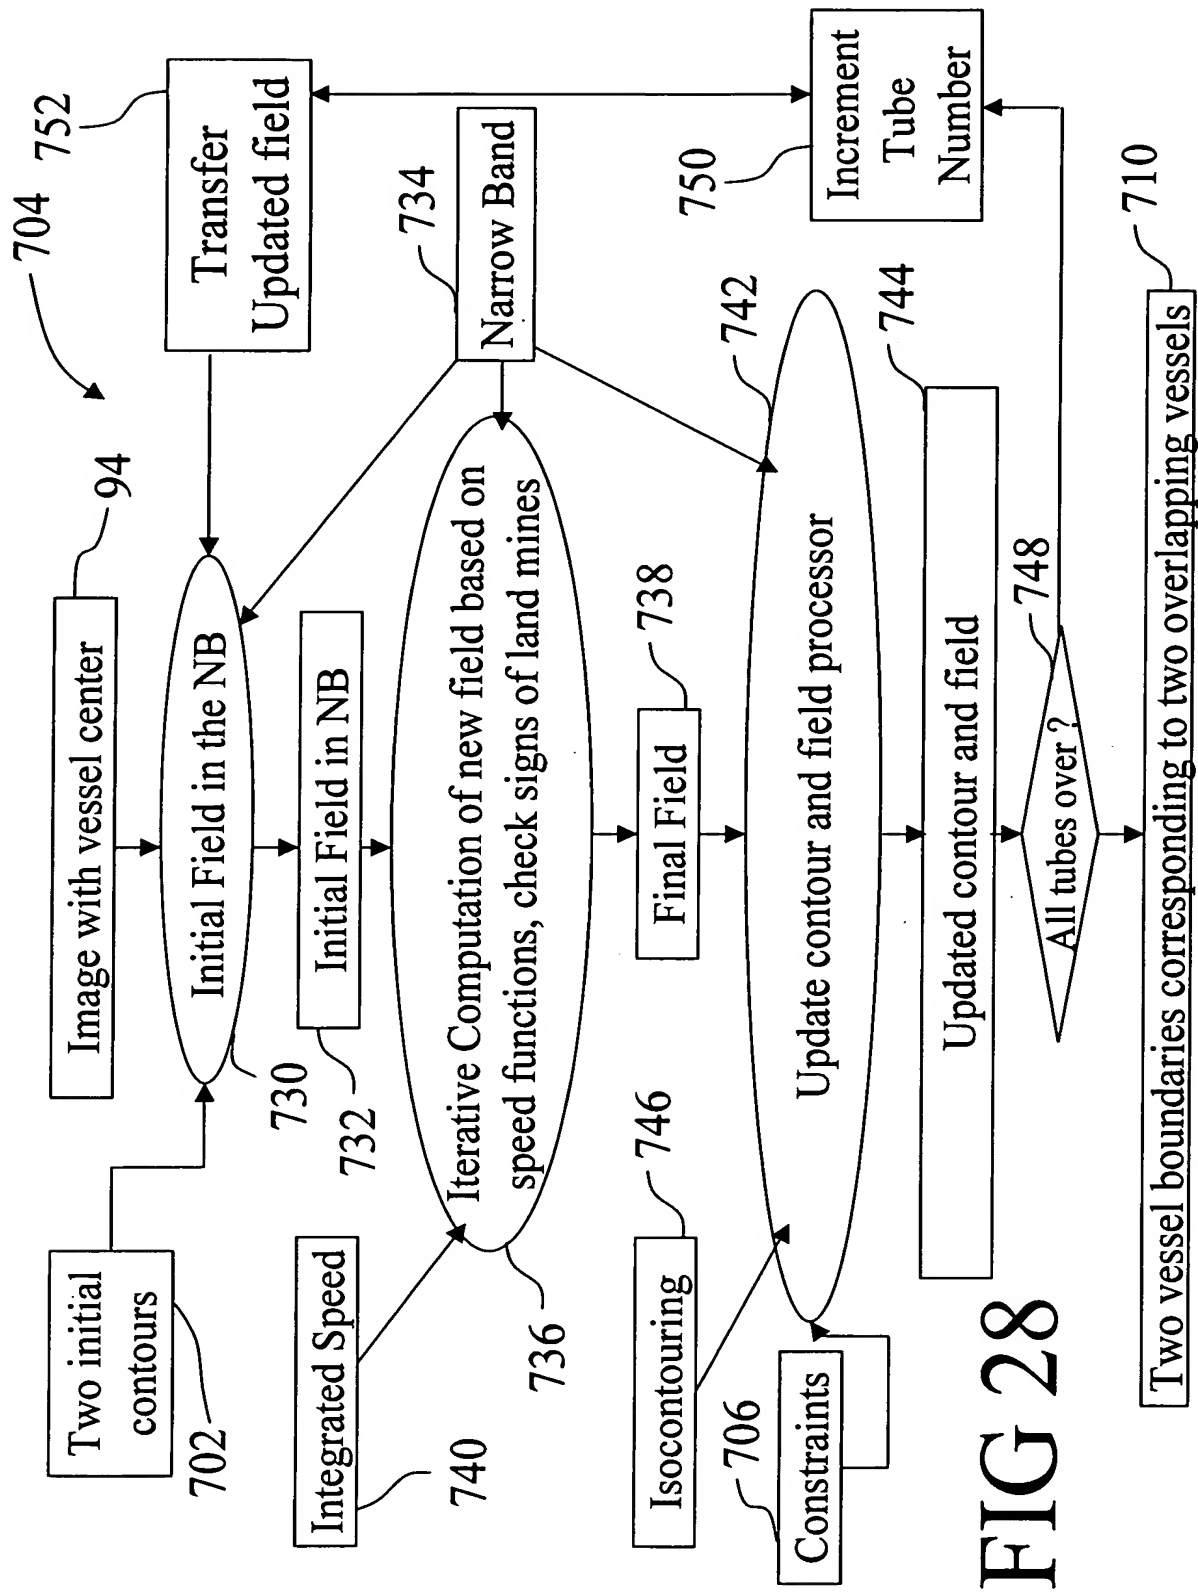 704
Two initial
contours
702
Image with vessel center
94
Transfer
Updated field
752
Initial Field in the NB
730
Integrated Speed
740
Initial Field in NB
732
Narrow Band
734
Iterative Computation of new field based on
speed functions, check signs of land mines
736
Isocontouring
746
Final Field
738
Constraints
706
Update contour and field processor
742
Increment
Tube
Number
750
Updated contour and field
744
All tubes over ?
748
Two vessel boundaries corresponding to two overlapping vessels
710
FIG 28